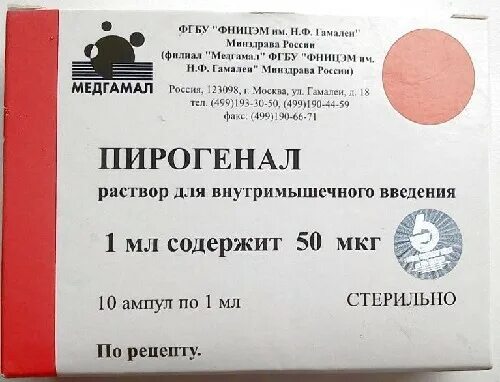 МЕДГАМАЛ
ФГБУ "ФНИЦЭМ им. Н.Ф. Гамалеи"
Минздрава России
(филиал "Медгамал" ФГБУ "ФНИЦЭМ им.
Н.Ф. Гамалеи" Минздрава России)
Россия, 123098, г. Москва, ул. Гамалеи, д. 18
тел. (499)193-30-50, (499)190-44-59
факс: (499)190-66-71
ПИРОГЕНАЛ
раствор для внутримышечного введения
1 мл содержит 50 мкг
10 ампул по 1 мл
СТЕРИЛЬНО
По рецепту.